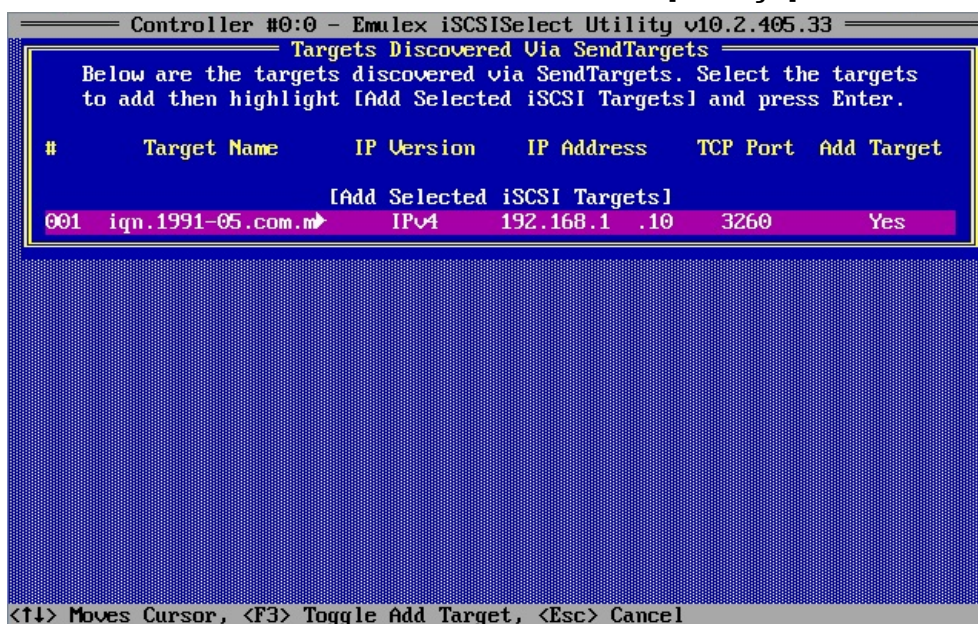 Controller #0:0 - Emulex iSCSISelect Utility v10.2.405.33
Targets Discovered Via SendTargets
Below are the targets discovered via SendTargets. Select the targets
to add then highlight [Add Selected iSCSI Targets] and press Enter.
# Target Name IP Version IP Address TCP Port Add Target
[Add Selected iSCSI Targets]
001 iqn.1991-05.com.m IPv4 192.168.1 .10 3260 Yes
<↑↓> Moves Cursor, <F3> Toggle Add Target, <Esc> Cancel